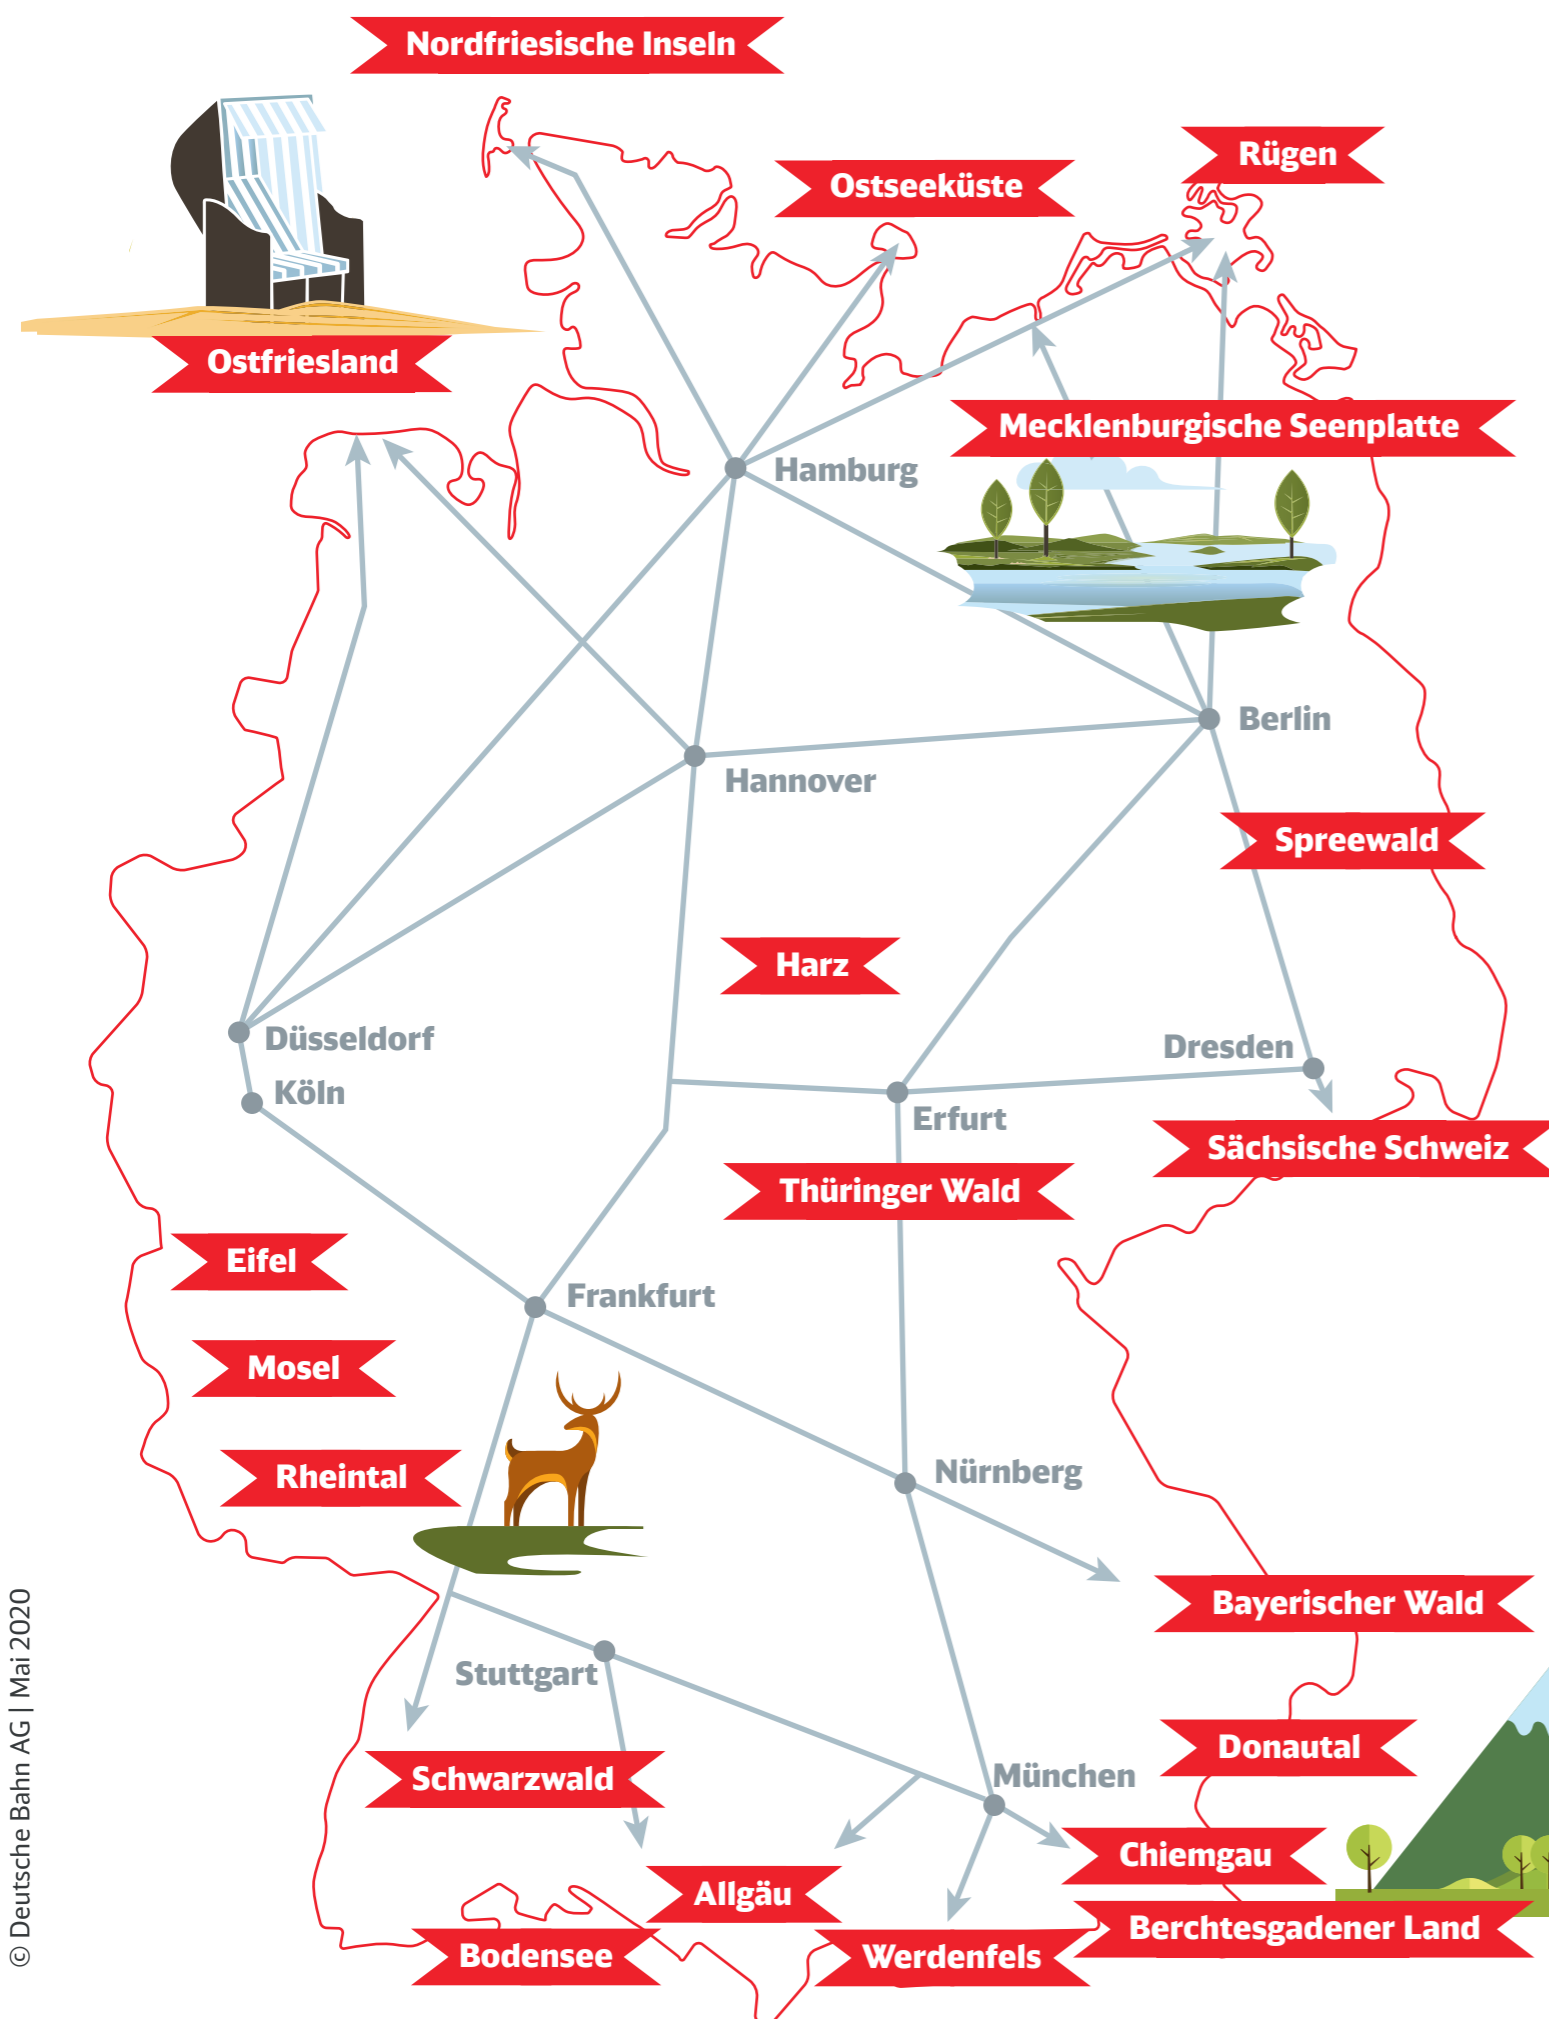 Nordfriesische Inseln
Rügen
Ostseeküste
Ostfriesland
Mecklenburgische Seenplatte
Hamburg
Berlin
Hannover
Spreewald
Harz
Düsseldorf
Dresden
Köln
Erfurt
Sächsische Schweiz
Thüringer Wald
Eifel
Frankfurt
Mosel
Rheintal
Nürnberg
Bayerischer Wald
Stuttgart
Donautal
Schwarzwald
München
Chiemgau
Allgäu
Berchtesgadener Land
Bodensee
Werdenfels
© Deutsche Bahn AG | Mai 2020